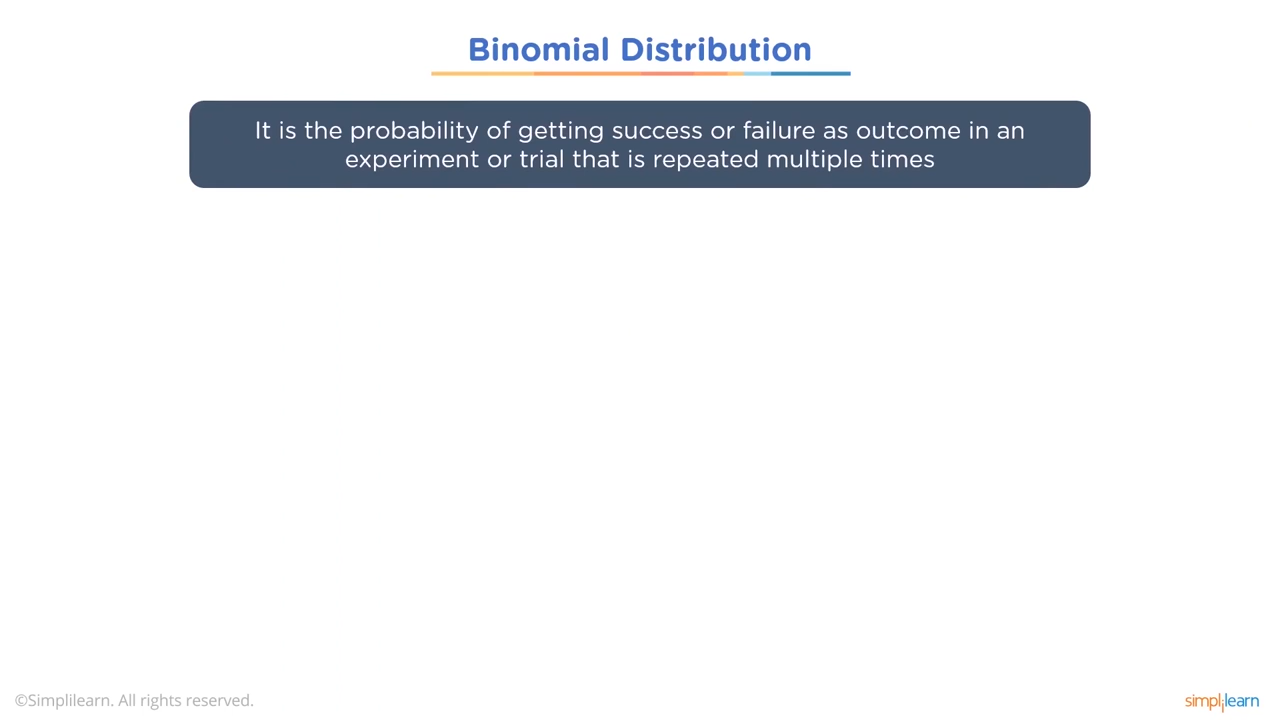 Binomial Distribution
It is the probability of getting success or failure as outcome in an
experiment or trial that is repeated multiple times
©Simplilearn. All rights reserved.
simplilearn